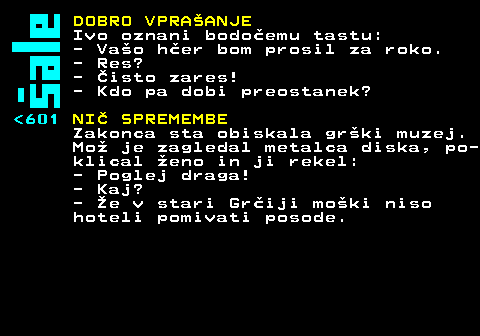 šale
DOBRO VPRAŠANJE
Ivo oznani bodočemu tastu:
- Vašo hčer bom prosil za roko.
- Res?
- Čisto zares!
- Kdo pa dobi preostanek?
<601 NIČ SPREMEMBE
Zakonca sta obiskala grški muzej.
Mož je zagledal metalca diska, po-
klical ženo in ji rekel:
- Poglej draga!
- Kaj?
- Že v stari Grčiji moški niso
hoteli pomivati posode.